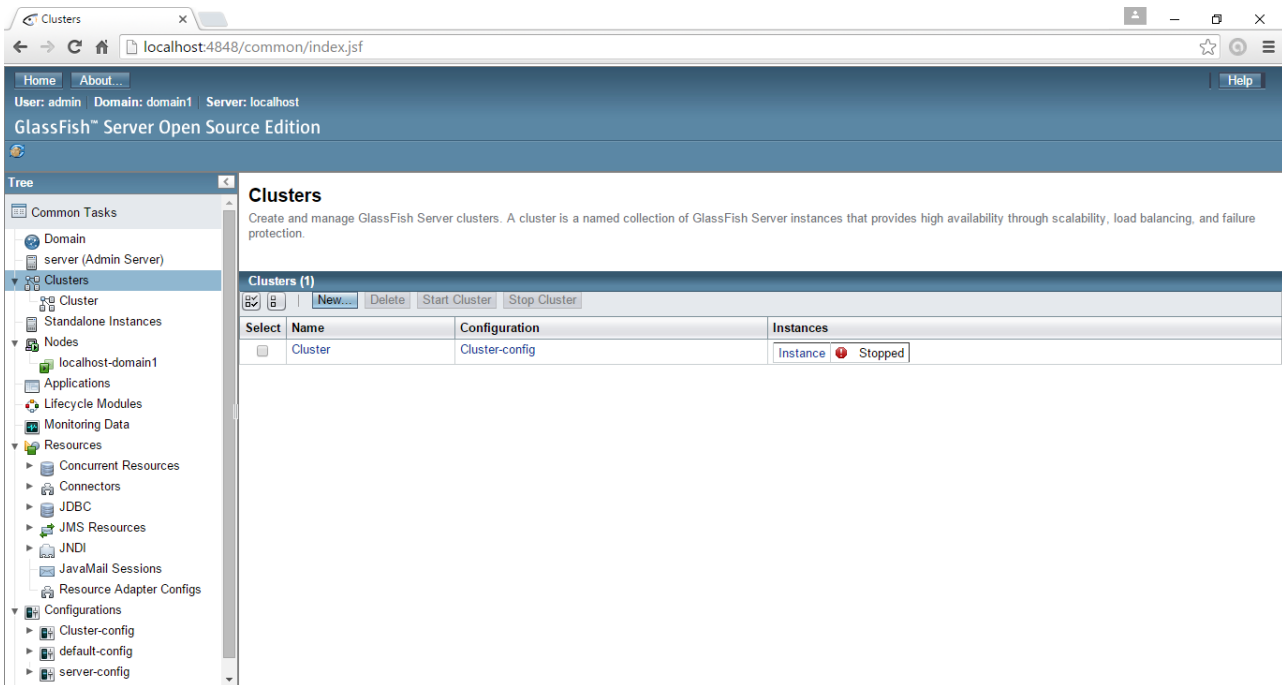 Clusters
localhost:4848/common/index.jsf
Home About... Help
User: admin Domain: domain1 Server: localhost
GlassFish™ Server Open Source Edition
Tree
Common Tasks
Domain
server (Admin Server)
Clusters
Cluster
Standalone Instances
Nodes
localhost-domain1
Applications
Lifecycle Modules
Monitoring Data
Resources
Concurrent Resources
Connectors
JDBC
JMS Resources
JNDI
JavaMail Sessions
Resource Adapter Configs
Configurations
Cluster-config
default-config
server-config
Clusters
Create and manage GlassFish Server clusters. A cluster is a named collection of GlassFish Server instances that provides high availability through scalability, load balancing, and failure
protection.
Clusters (1)
New... Delete Start Cluster Stop Cluster
Select Name Configuration Instances
Cluster Cluster-config Instance Stopped